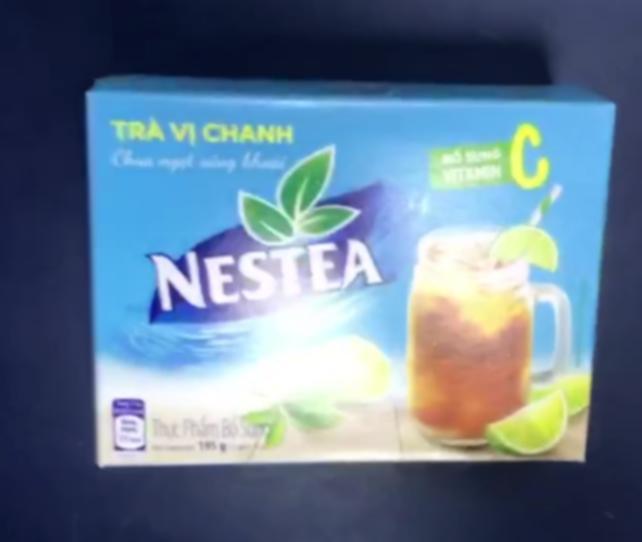 TRÀ VỊ CHANH
Chua ngọt sảng khoái
BỔ SUNG
VITAMIN C
NESTEA
Thực Phẩm Bổ Sung
195 g